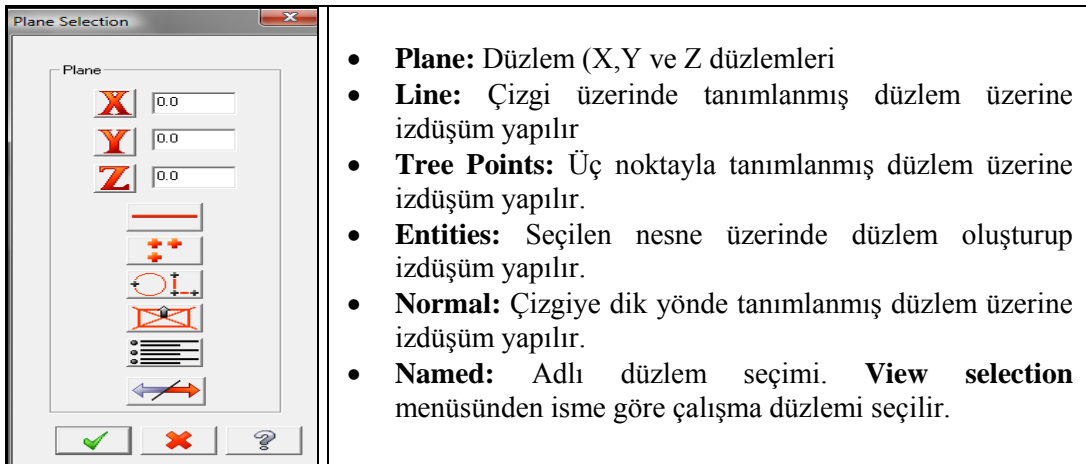 Plane Selection
Plane
X 0.0
Y 0.0
Z 0.0
• Plane: Düzlem (X,Y ve Z düzlemleri
• Line: Çizgi üzerinde tanımlanmış düzlem üzerine
izdüşüm yapılır
• Tree Points: Üç noktayla tanımlanmış düzlem üzerine
izdüşüm yapılır.
• Entities: Seçilen nesne üzerinde düzlem oluşturup
izdüşüm yapılır.
• Normal: Çizgiye dik yönde tanımlanmış düzlem üzerine
izdüşüm yapılır.
• Named: Adlı düzlem seçimi. View selection
menüsünden isme göre çalışma düzlemi seçilir.